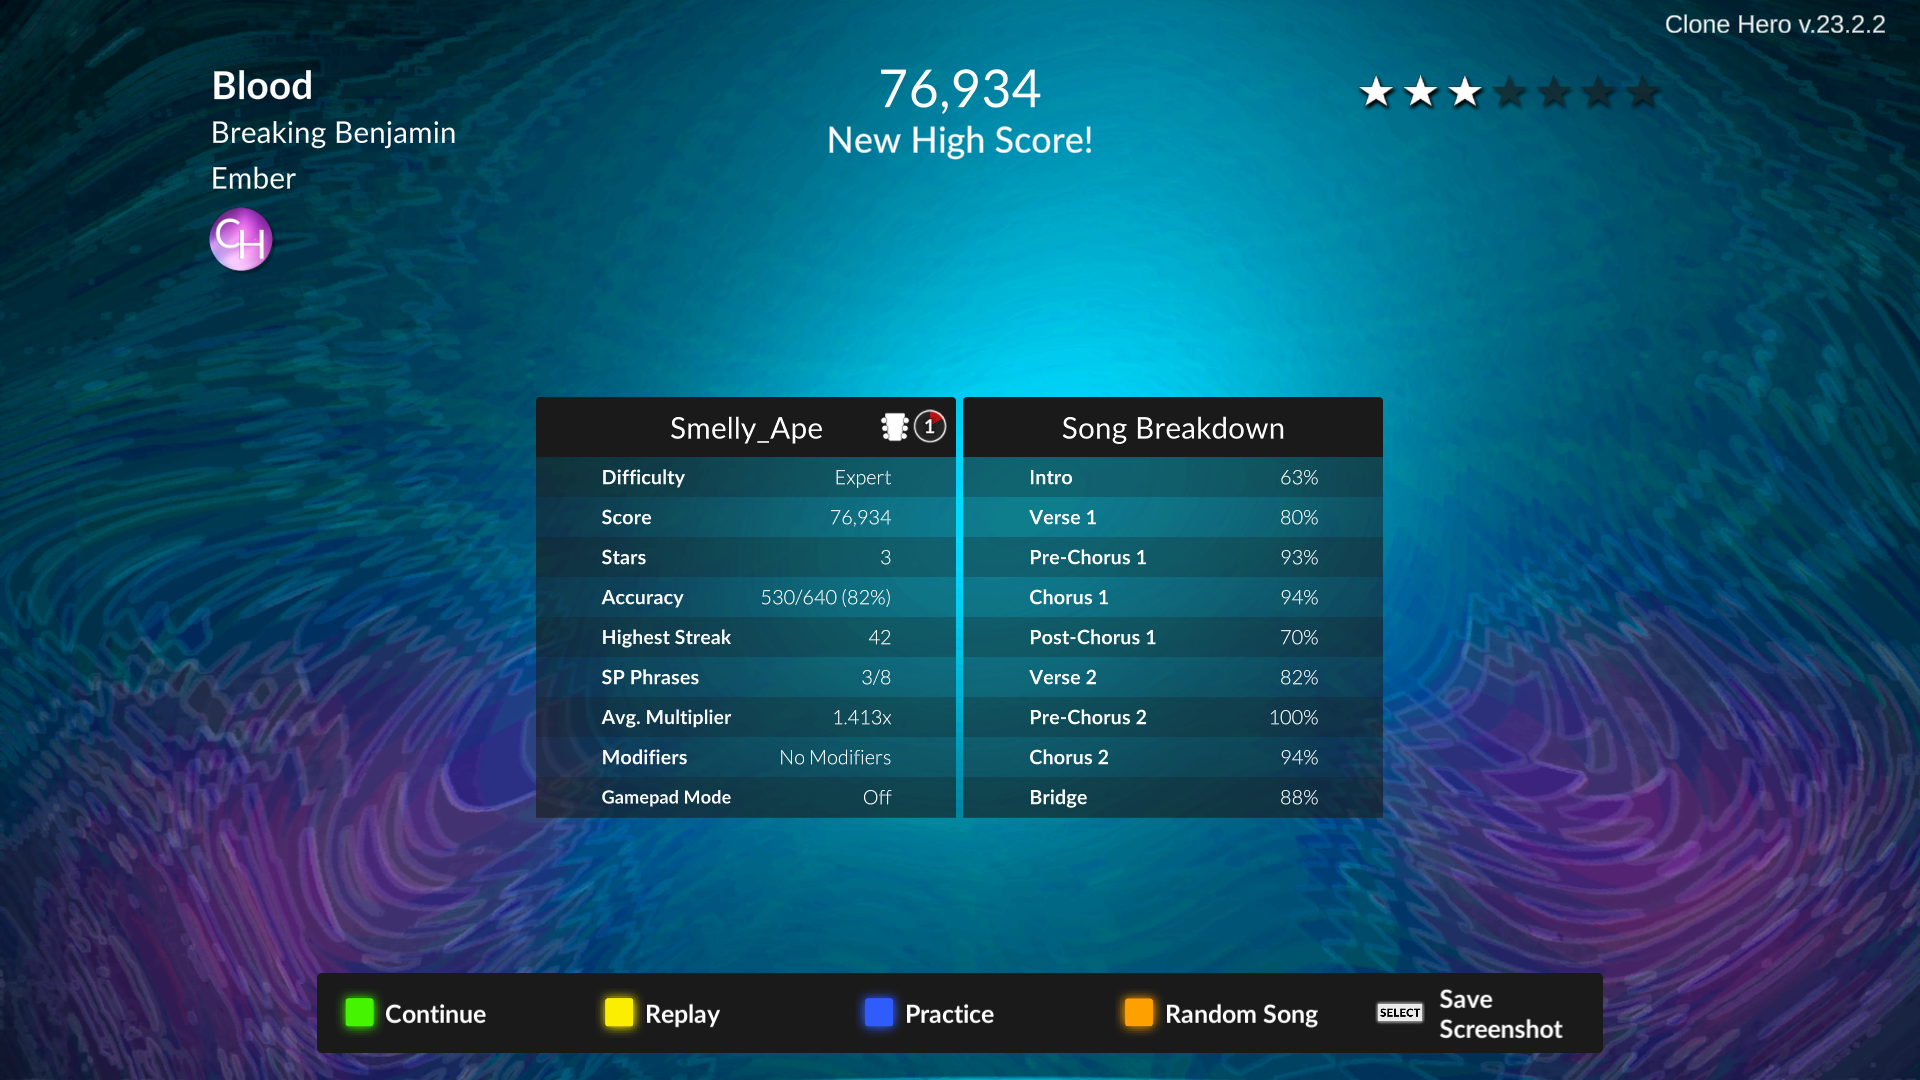 Clone Hero v.23.2.2
Blood
Breaking Benjamin
Ember
CH
76,934
New High Score!
Smelly_Ape 1
Difficulty Expert
Score 76,934
Stars 3
Accuracy 530/640 (82%)
Highest Streak 42
SP Phrases 3/8
Avg. Multiplier 1.413x
Modifiers No Modifiers
Gamepad Mode Off
Song Breakdown
Intro 63%
Verse 1 80%
Pre-Chorus 1 93%
Chorus 1 94%
Post-Chorus 1 70%
Verse 2 82%
Pre-Chorus 2 100%
Chorus 2 94%
Bridge 88%
Continue
Replay
Practice
Random Song
SELECT
Save
Screenshot